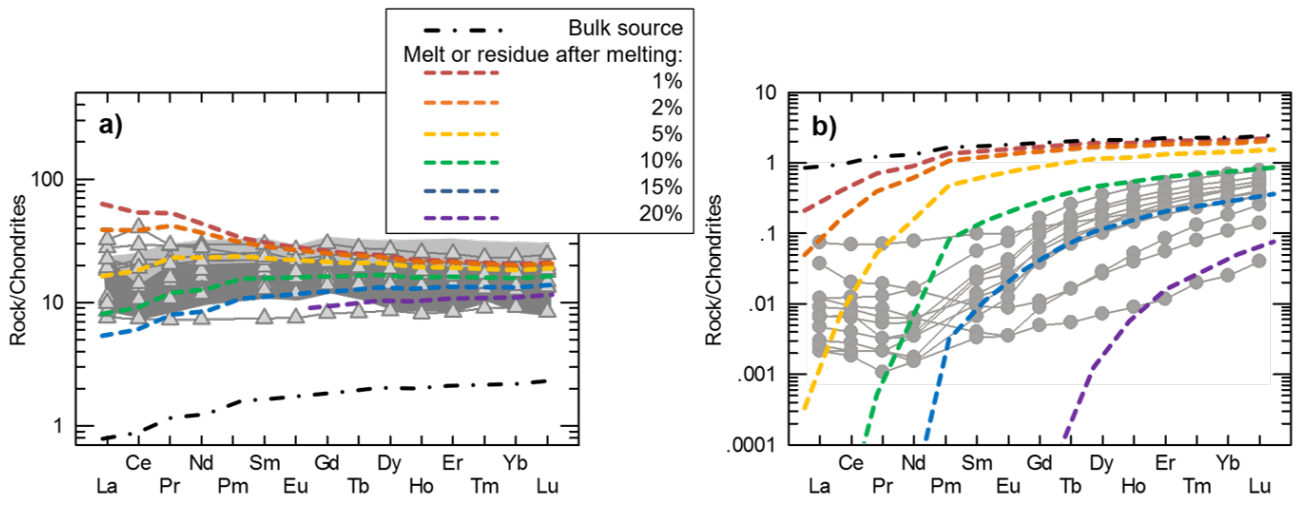 Bulk source
Melt or residue after melting:
1%
2%
5%
10%
15%
20%
a)
Rock/Chondrites
100
10
1
Ce Nd Sm Gd Dy Er Yb
La Pr Pm Eu Tb Ho Tm Lu
b)
Rock/Chondrites
10
1
.1
.01
.001
.0001
Ce Nd Sm Gd Dy Er Yb
La Pr Pm Eu Tb Ho Tm Lu